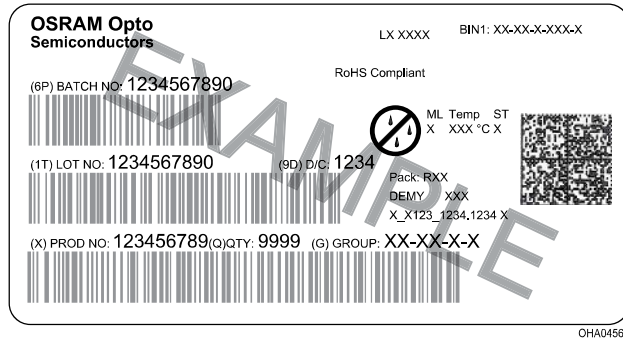 OSRAM Opto
Semiconductors
LX XXXX
BIN1: XX-XX-X-XXX-X
RoHS Compliant
(6P) BATCH NO: 1234567890
ML Temp ST
X XXX °C X
(1T) LOT NO: 1234567890 (9D) D/C: 1234
Pack: RXX
DEMY XXX
X_X123_1234.1234 X
(X) PROD NO: 123456789(Q)QTY: 9999 (G) GROUP: XX-XX-X-X
EXAMPLE
OHA0456